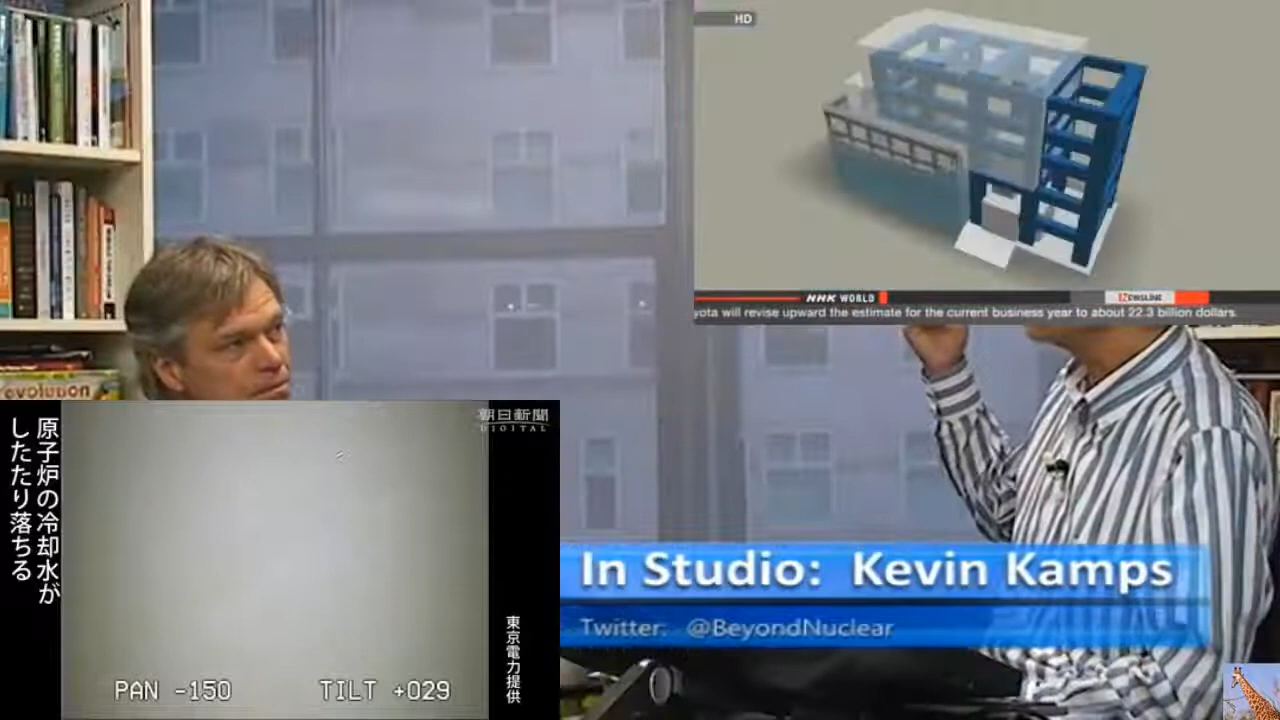 HD
NHK WORLD
NEWSLINE
yota will revise upward the estimate for the current business year to about 22.3 billion dollars.
evolution
朝日新聞
DIGITAL
原子炉の冷却水が
したたり落ちる
東京電力提供
PAN -150
TILT +029
In Studio: Kevin Kamps
Twitter: @BeyondNuclear